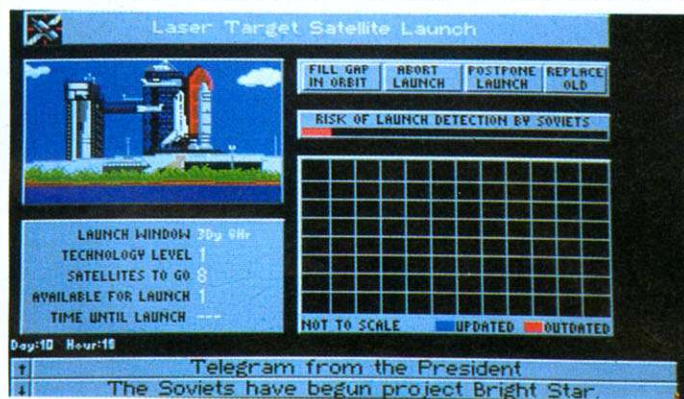 Laser Target Satellite Launch
FILL GAP IN ORBIT
ABORT LAUNCH
POSTPONE LAUNCH
REPLACE OLD
RISK OF LAUNCH DETECTION BY SOVIETS
LAUNCH WINDOW 3Dy 6Hr
TECHNOLOGY LEVEL 1
SATELLITES TO GO 8
AVAILABLE FOR LAUNCH 1
TIME UNTIL LAUNCH ---
NOT TO SCALE UPDATED OUTDATED
Day:10 Hour:18
Telegram from the President
The Soviets have begun project Bright Star.